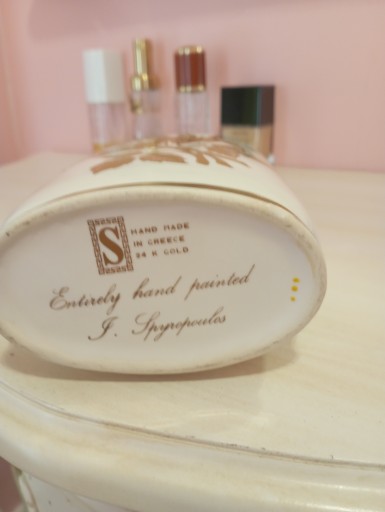 S
HAND MADE
IN GREECE
24 K GOLD
Entirely hand painted
J. Spyropoulos